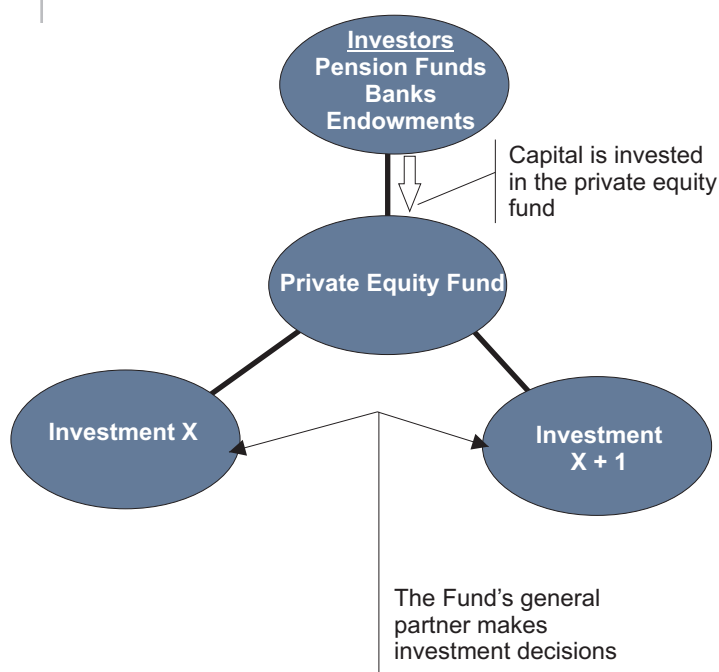 Investors
Pension Funds
Banks
Endowments
Capital is invested
in the private equity
fund
Private Equity Fund
Investment X
Investment
X + 1
The Fund's general
partner makes
investment decisions